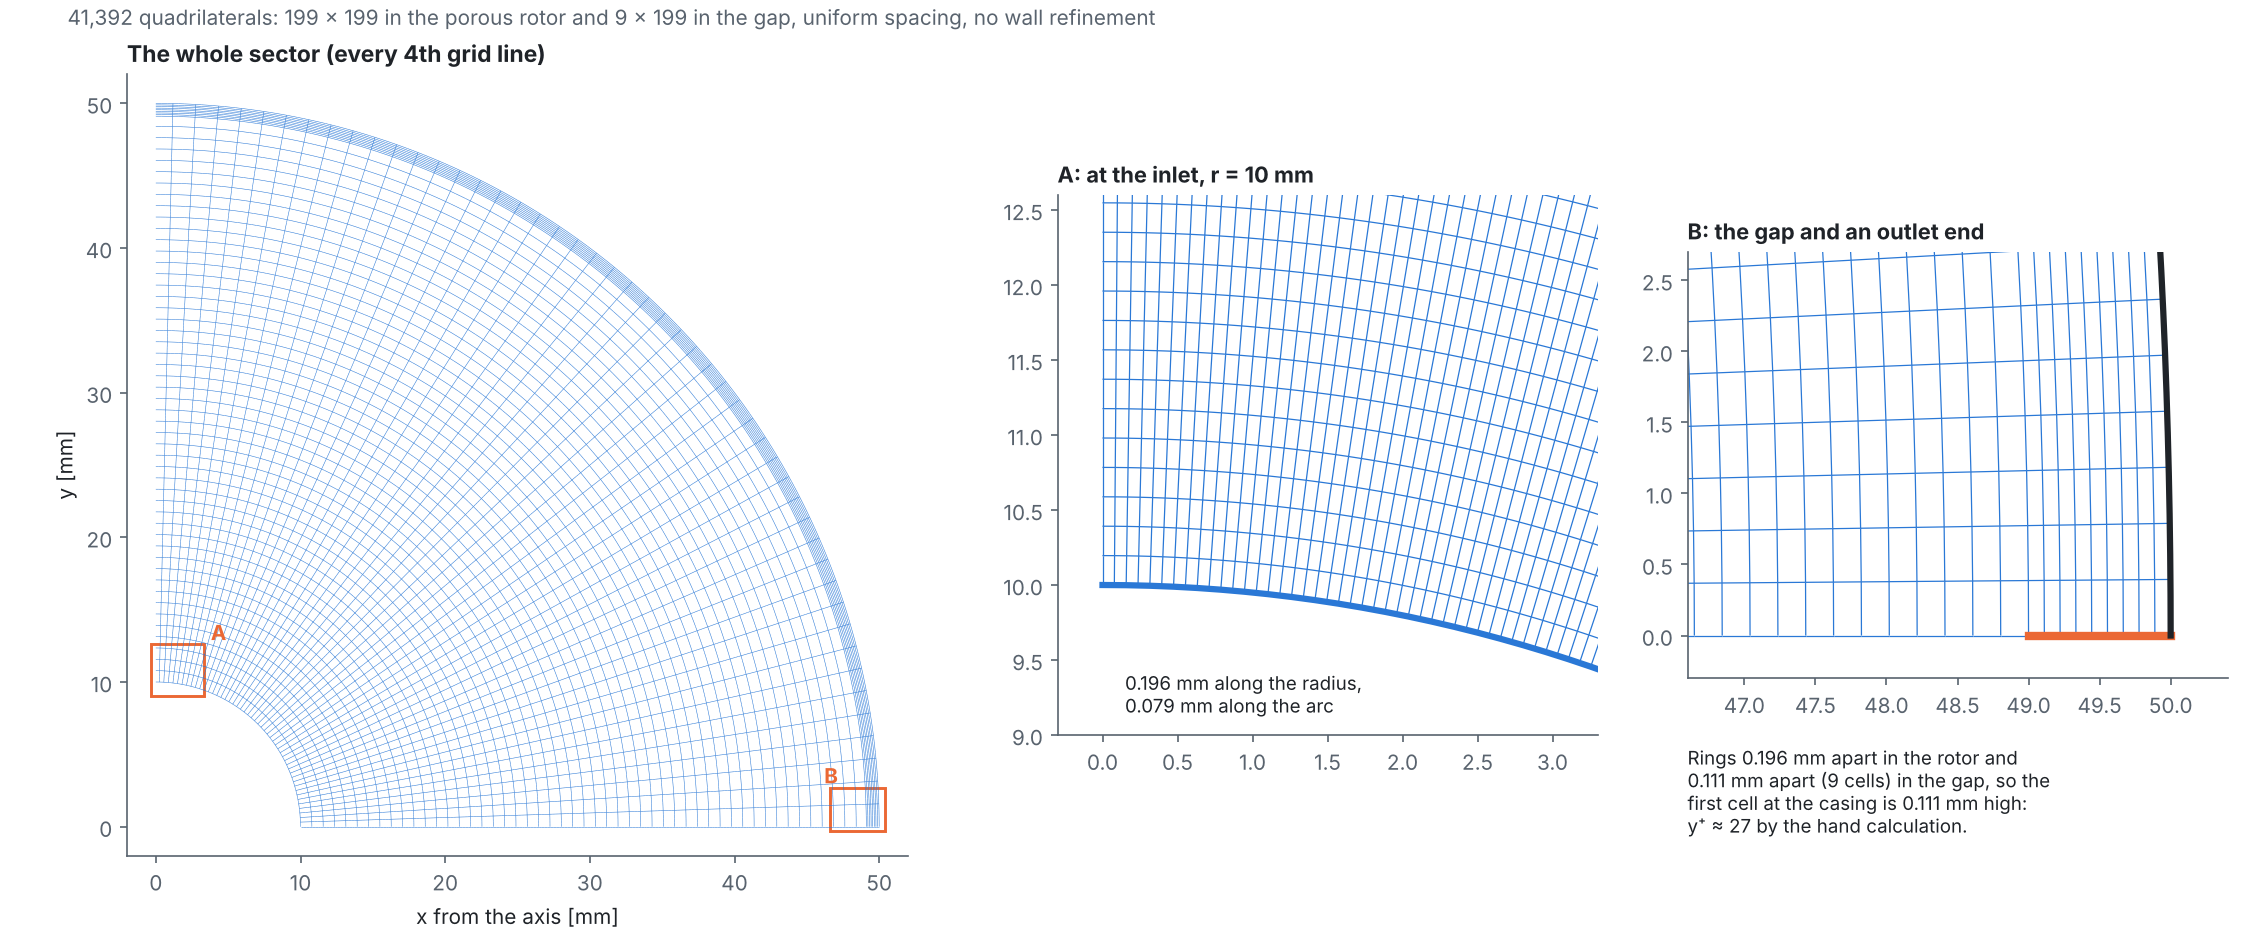 41,392 quadrilaterals: 199 × 199 in the porous rotor and 9 × 199 in the gap, uniform spacing, no wall refinement
The whole sector (every 4th grid line)
50
40
30
20
10
0
y [mm]
A
B
0 10 20 30 40 50
x from the axis [mm]
A: at the inlet, r = 10 mm
12.5
12.0
11.5
11.0
10.5
10.0
9.5
9.0
0.196 mm along the radius,
0.079 mm along the arc
0.0 0.5 1.0 1.5 2.0 2.5 3.0
B: the gap and an outlet end
2.5
2.0
1.5
1.0
0.5
0.0
47.0 47.5 48.0 48.5 49.0 49.5 50.0
Rings 0.196 mm apart in the rotor and
0.111 mm apart (9 cells) in the gap, so the
first cell at the casing is 0.111 mm high:
y⁺ ≈ 27 by the hand calculation.